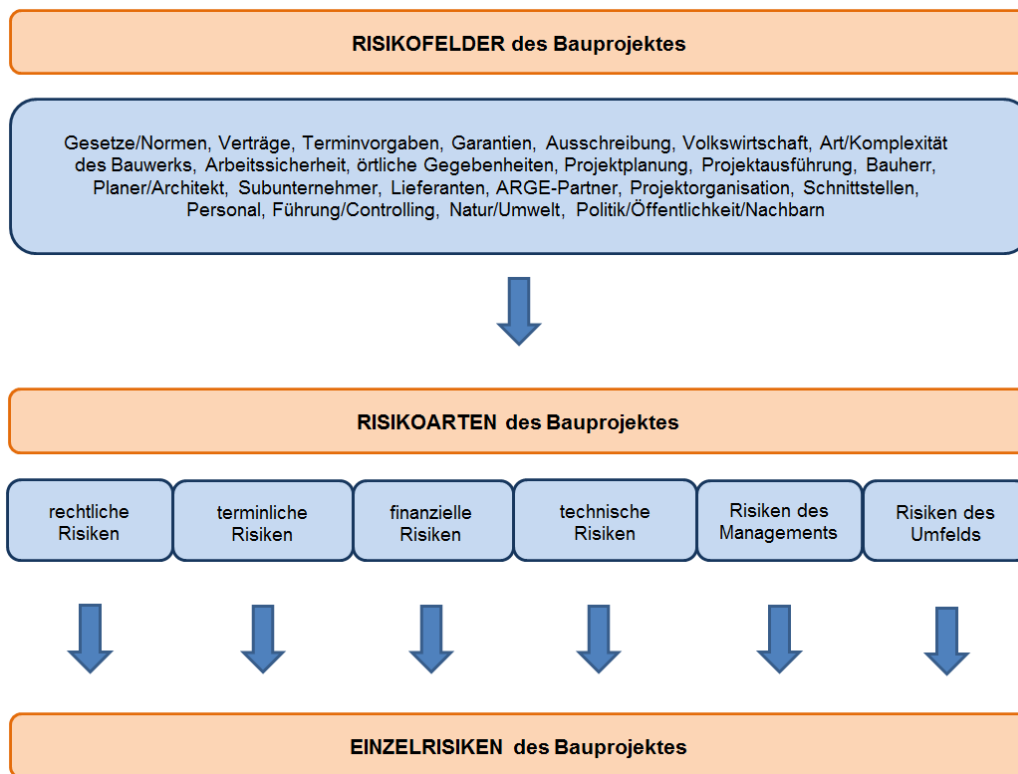 RISIKOFELDER des Bauprojektes
Gesetze/Normen, Verträge, Terminvorgaben, Garantien, Ausschreibung, Volkswirtschaft, Art/Komplexität
des Bauwerks, Arbeitssicherheit, örtliche Gegebenheiten, Projektplanung, Projektausführung, Bauherr,
Planer/Architekt, Subunternehmer, Lieferanten, ARGE-Partner, Projektorganisation, Schnittstellen,
Personal, Führung/Controlling, Natur/Umwelt, Politik/Öffentlichkeit/Nachbarn
RISIKOARTEN des Bauprojektes
rechtliche
Risiken
terminliche
Risiken
finanzielle
Risiken
technische
Risiken
Risiken des
Managements
Risiken des
Umfelds
EINZELRISIKEN des Bauprojektes